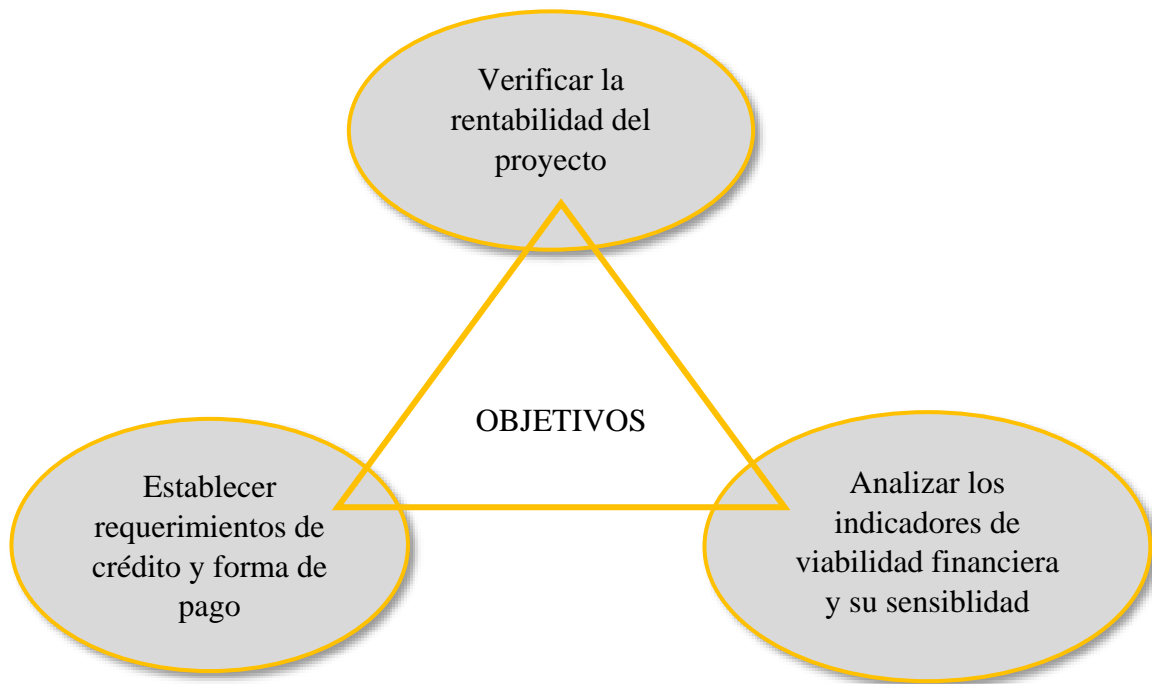 Verificar la
rentabilidad del
proyecto
OBJETIVOS
Establecer
requerimientos de
crédito y forma de
pago
Analizar los
indicadores de
viabilidad financiera
y su sensiblidad